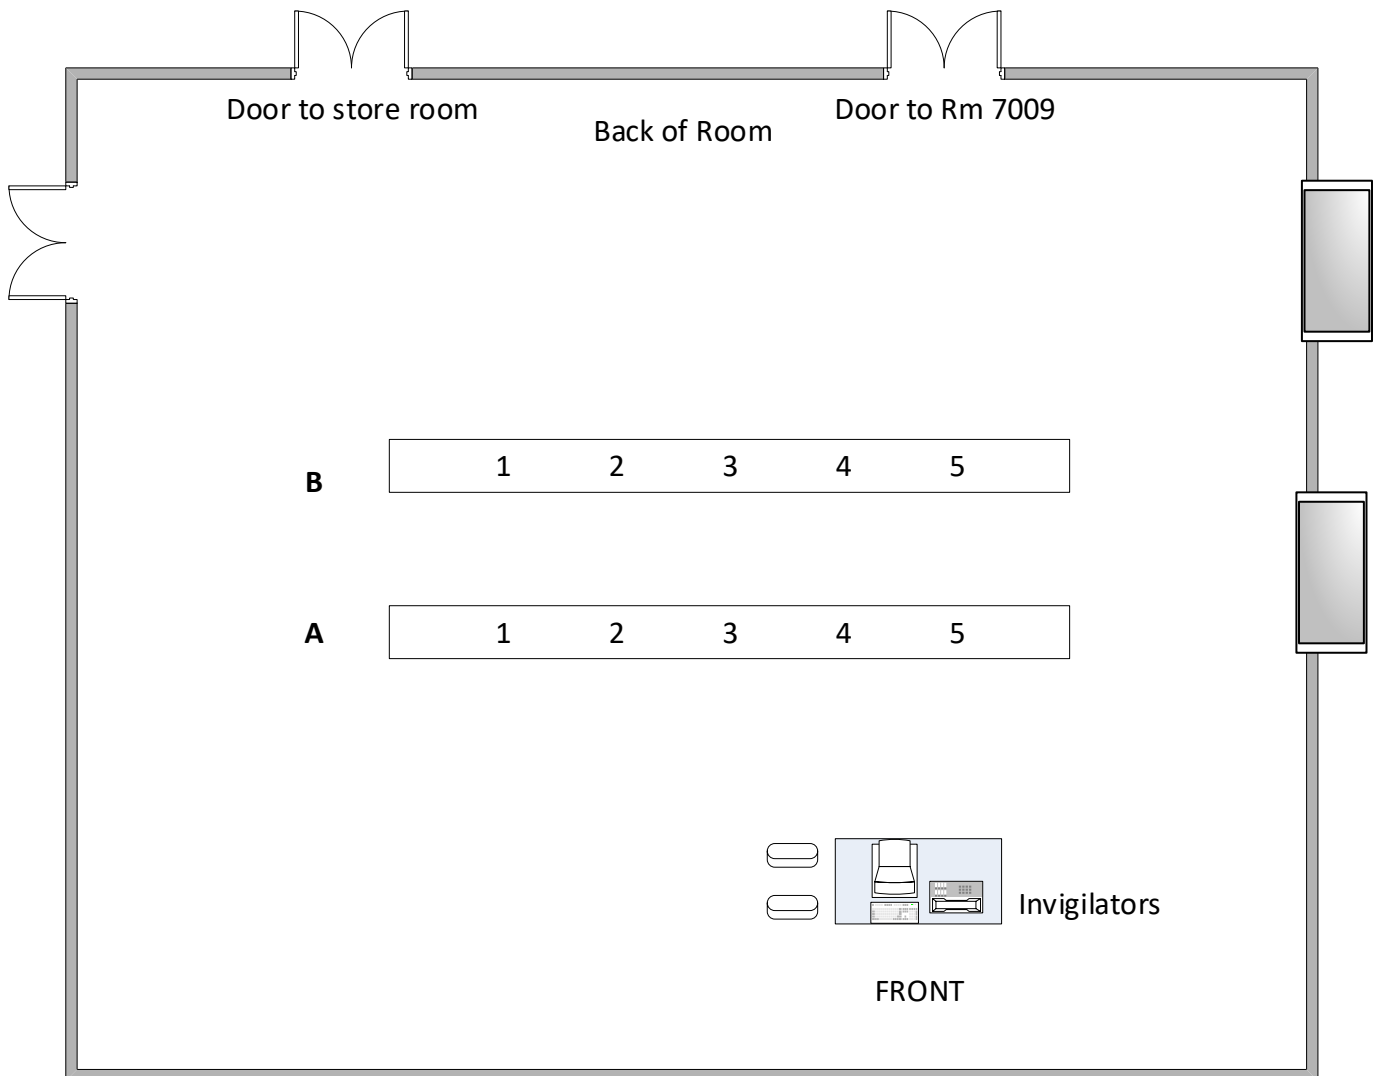 Door to store room
Back of Room
Door to Rm 7009
B
1 2 3 4 5
A
1 2 3 4 5
Invigilators
FRONT